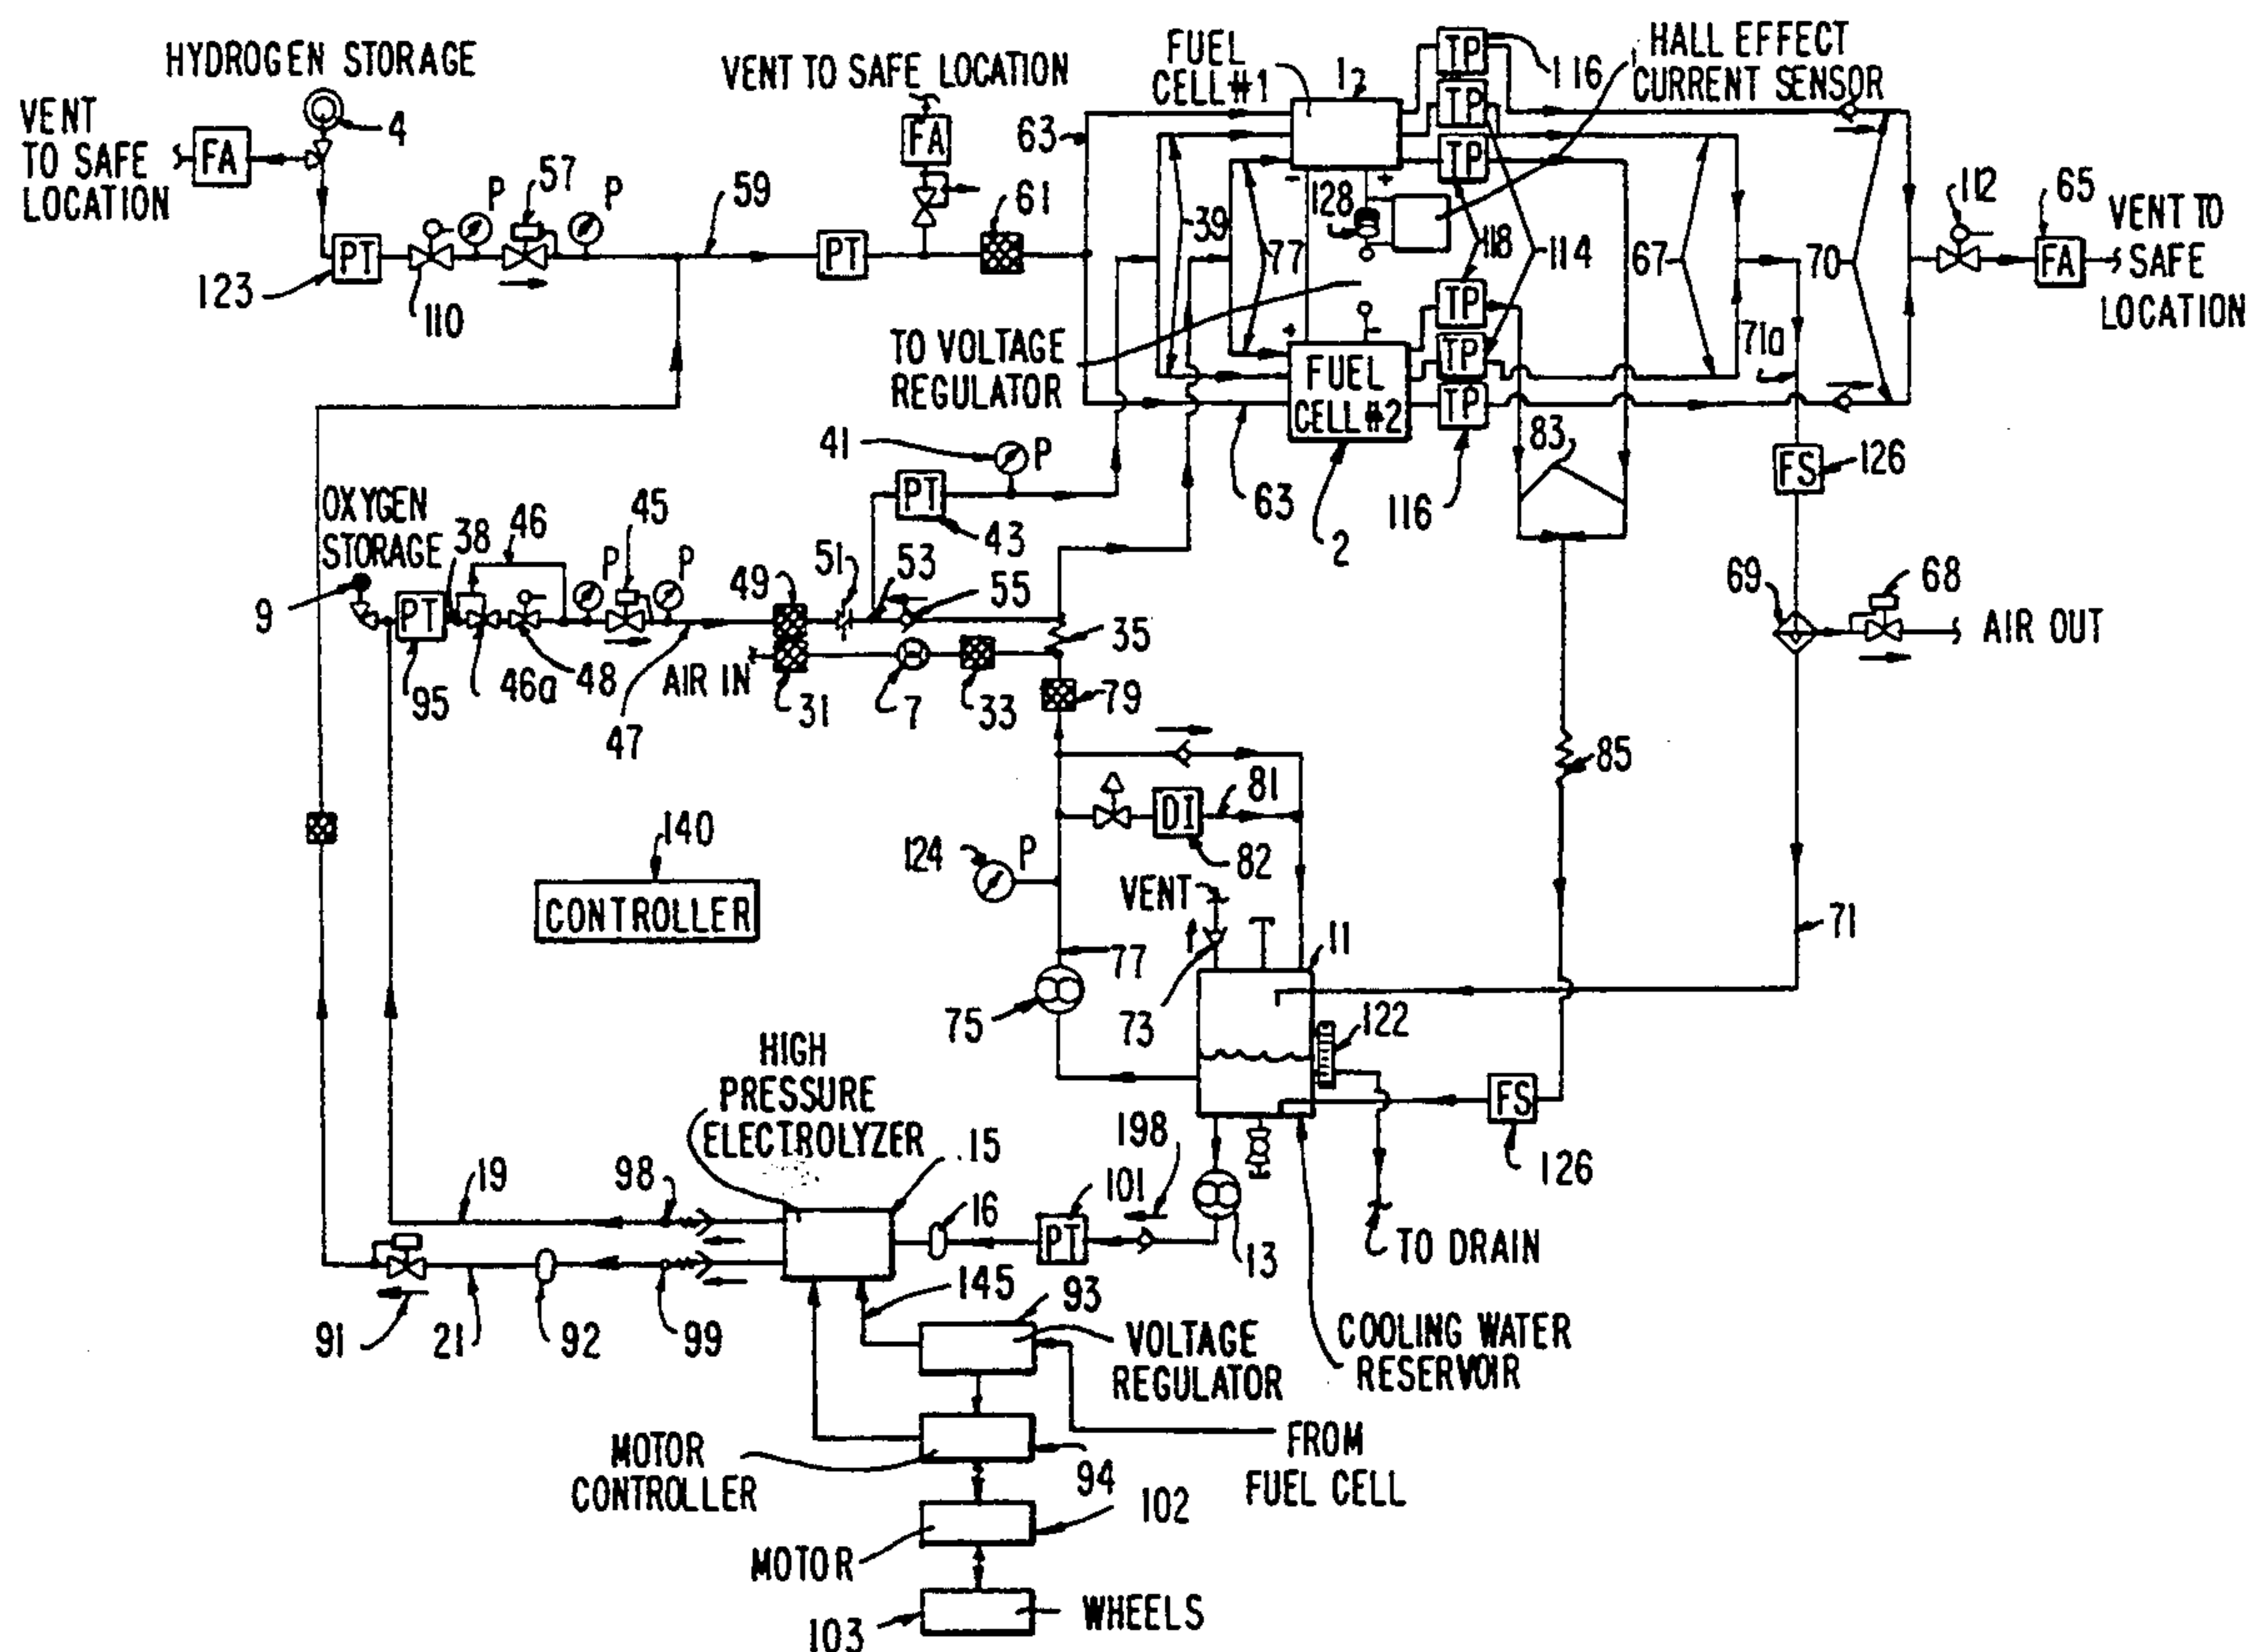 HYDROGEN STORAGE
4
VENT
TO SAFE
LOCATION
FA
P
57
P
PT
123
110
59
VENT TO SAFE LOCATION
FA
PT
61
63
FUEL
CELL #1
1
TP
116
TP
TP
HALL EFFECT
CURRENT SENSOR
-
+
128
39
77
118
114
67
70
112
65
FA
VENT TO
SAFE
LOCATION
TO VOLTAGE
REGULATOR
+
-
FUEL
CELL #2
TP
TP
TP
71a
83
63
2
116
FS
126
41
P
PT
43
OXYGEN
STORAGE
9
PT
95
38
46
46a
48
P
45
P
47
49
51
53
55
35
AIR IN
31
7
33
79
69
68
AIR OUT
85
81
DI
82
124
P
VENT
73
11
77
75
71
122
140
CONTROLLER
FS
126
HIGH
PRESSURE
ELECTROLYZER
15
19
98
16
101
198
PT
13
TO DRAIN
91
21
92
99
145
93
VOLTAGE
REGULATOR
COOLING WATER
RESERVOIR
MOTOR
CONTROLLER
94
FROM
FUEL CELL
102
MOTOR
103
WHEELS